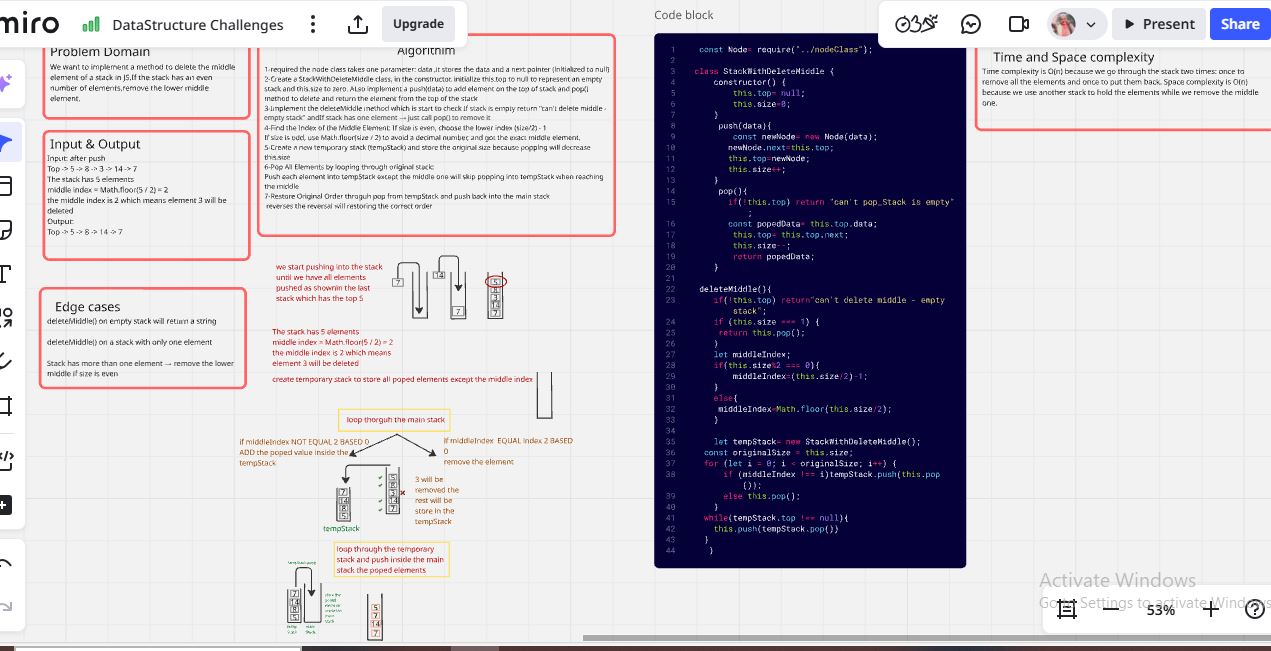 miro
DataStructure Challenges
Upgrade
Present
Share
Problem Domain
We want to implement a method to delete the middle
element of a stack in JS.If the stack has an even
number of elements,remove the lower middle
element.
Input & Output
Input: after push
Top -> 5 -> 8 -> 3 -> 14 -> 7
The stack has 5 elements
middle index = Math.floor(5 / 2) = 2
the middle index is 2 which means element 3 will be
deleted
Output:
Top -> 5 -> 8 -> 14 -> 7
Edge cases
deleteMiddle() on empty stack will return a string
deleteMiddle() on a stack with only one element
Stack has more than one element → remove the lower
middle if size is even
Algorithim
1-required the node class takes one parameter: data ,it stores the data and a next pointer (initialized to null)
2-Create a StackWithDeleteMiddle class, in the constructor, initialize this.top to null to represent an empty
stack and this.size to zero. Also implement a push(data) to add element on the top of stack and pop()
method to delete and return the element from the top of the stack
3-Implement the deleteMiddle method which is start to check if stack is empty return "can't delete middle -
empty stack" andIf stack has one element → just call pop() to remove it
4-Find the Index of the Middle Element: If size is even, choose the lower index (size/2) - 1
If size is odd, use Math.floor(size / 2) to avoid a decimal number, and got the exact middle element.
5-Create a new temporary stack (tempStack) and store the original size because popping will decrease
this.size
6-Pop All Elements by looping through original stack:
Push each element into tempStack except the middle one will skip popping into tempStack when reaching
the middle
7-Restore Original Order throguh pop from tempStack and push back into the main stack
reverses the reversal will restoring the correct order
we start pushing into the stack
until we have all elements
pushed as shownin the last
stack which has the top 5
7
14
7
5
8
3
14
7
The stack has 5 elements
middle index = Math.floor(5 / 2) = 2
the middle index is 2 which means
element 3 will be deleted
create temporary stack to store all poped elements except the middle index
loop thorguh the main stack
if middleIndex NOT EQUAL 2 BASED 0
ADD the poped value inside the
tempStack
if middleIndex EQUAL Index 2 BASED
0
remove the element
7
14
8
5
5
8
3
14
7
3 will be
removed the
rest will be
store in the
tempStack
tempStack
loop through the temporary
stack and push inside the main
stack the poped elements
7
14
8
5
5
7
14
7
Code block
1 const Node= require("../nodeClass");
2
3 class StackWithDeleteMiddle {
4 constructor() {
5 this.top= null;
6 this.size=0;
7 }
8 push(data){
9 const newNode= new Node(data);
10 newNode.next=this.top;
11 this.top=newNode;
12 this.size++;
13 }
14 pop(){
15 if(!this.top) return "can't pop_Stack is empty"
;
16 const popedData= this.top.data;
17 this.top= this.top.next;
18 this.size--;
19 return popedData;
20 }
21
22 deleteMiddle(){
23 if(!this.top) return"can't delete middle - empty
stack";
24 if (this.size === 1) {
25 return this.pop();
26 }
27 let middleIndex;
28 if(this.size%2 === 0){
29 middleIndex=(this.size/2)-1;
30 }
31 else{
32 middleIndex=Math.floor(this.size/2);
33 }
34
35 let tempStack= new StackWithDeleteMiddle();
36 const originalSize = this.size;
37 for (let i = 0; i < originalSize; i++) {
38 if (middleIndex !== i)tempStack.push(this.pop
());
39 else this.pop();
40 }
41 while(tempStack.top !== null){
42 this.push(tempStack.pop())
43 }
44 }
Time and Space complexity
Time complexity is O(n) because we go through the stack two times: once to
remove all the elements and once to put them back. Space complexity is O(n)
because we use another stack to hold the elements while we remove the middle
one.
Activate Windows
Go to Settings to activate Windows
53%